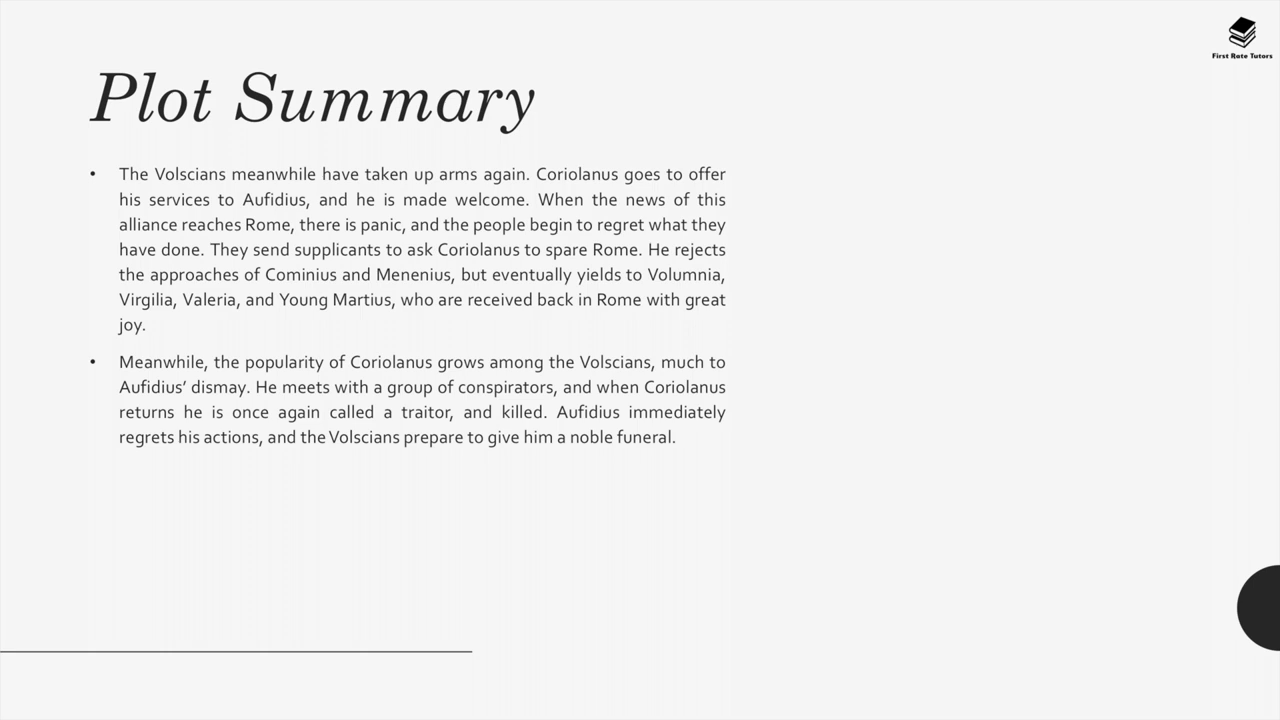 First Rate Tutors
Plot Summary
• The Volscians meanwhile have taken up arms again. Coriolanus goes to offer
his services to Aufidius, and he is made welcome. When the news of this
alliance reaches Rome, there is panic, and the people begin to regret what they
have done. They send supplicants to ask Coriolanus to spare Rome. He rejects
the approaches of Cominius and Menenius, but eventually yields to Volumnia,
Virgilia, Valeria, and Young Martius, who are received back in Rome with great
joy.
• Meanwhile, the popularity of Coriolanus grows among the Volscians, much to
Aufidius’ dismay. He meets with a group of conspirators, and when Coriolanus
returns he is once again called a traitor, and killed. Aufidius immediately
regrets his actions, and the Volscians prepare to give him a noble funeral.